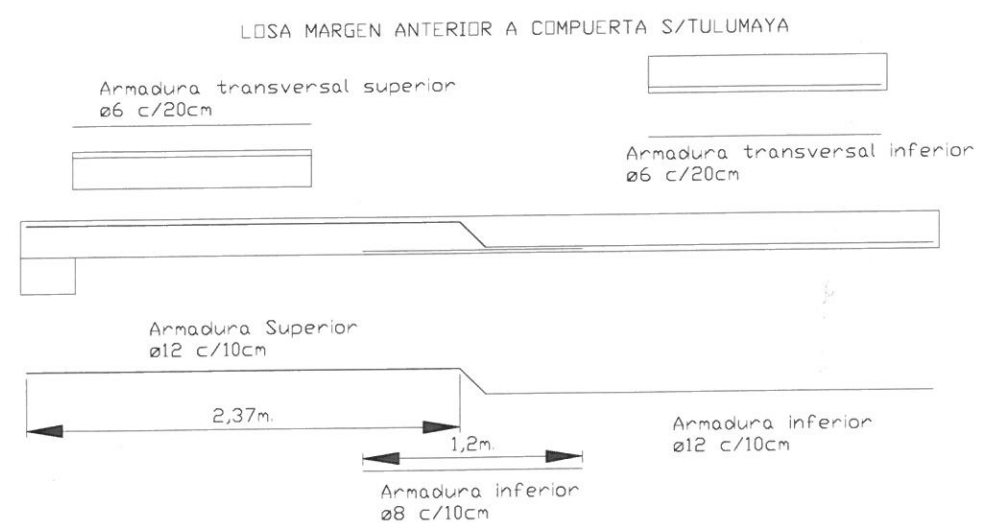 LOSA MARGEN ANTERIOR A COMPUERTA S/TULUMAYA
Armadura transversal superior
ø6 c/20cm
Armadura transversal inferior
ø6 c/20cm
Armadura Superior
ø12 c/10cm
2,37m.
Armadura inferior
ø12 c/10cm
1,2m.
Armadura inferior
ø8 c/10cm